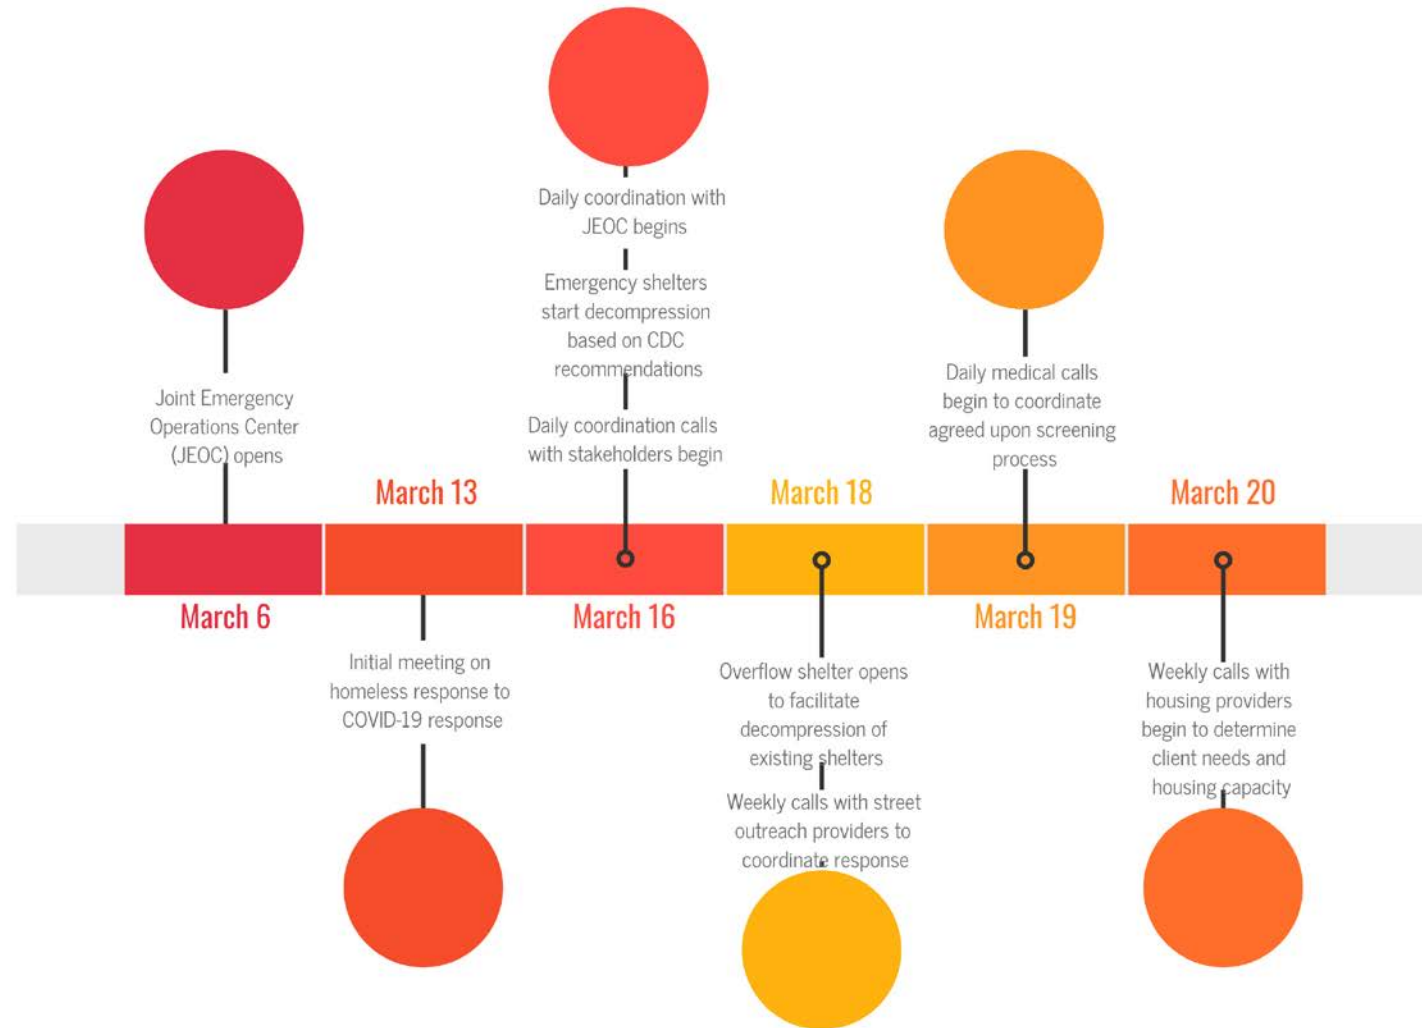 Joint Emergency
Operations Center
(JEOC) opens
March 6
March 13
Initial meeting on
homeless response to
COVID-19 response
Daily coordination with
JEOC begins
Emergency shelters
start decompression
based on CDC
recommendations
Daily coordination calls
with stakeholders begin
March 16
March 18
Overflow shelter opens
to facilitate
decompression of
existing shelters
Weekly calls with street
outreach providers to
coordinate response
Daily medical calls
begin to coordinate
agreed upon screening
process
March 19
March 20
Weekly calls with
housing providers
begin to determine
client needs and
housing capacity